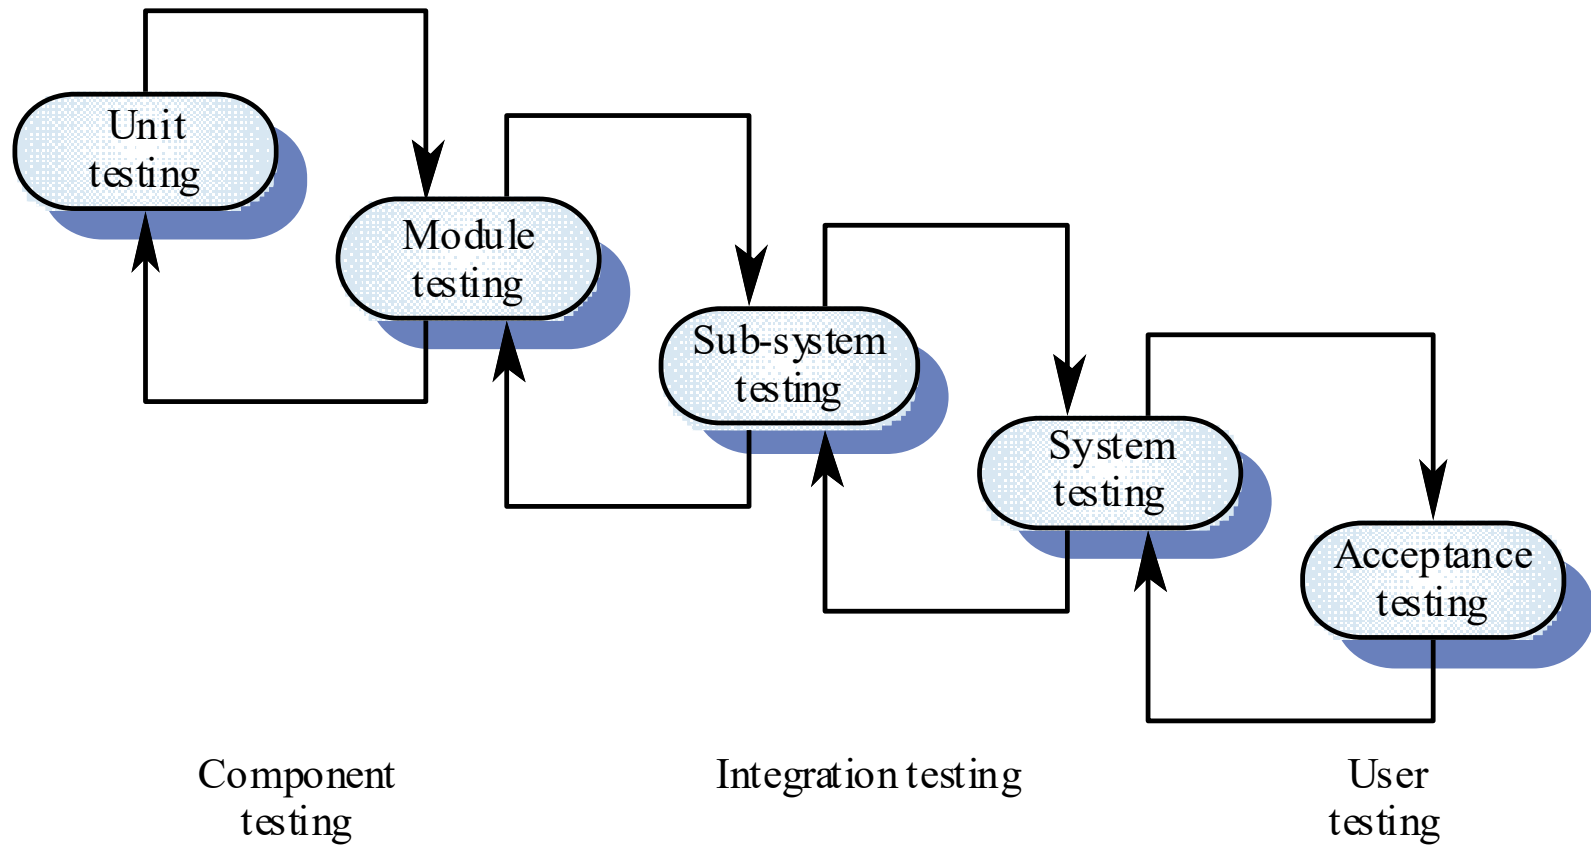 Unit
testing
Module
testing
Sub-system
testing
System
testing
Acceptance
testing
Component
testing
Integration testing
User
testing